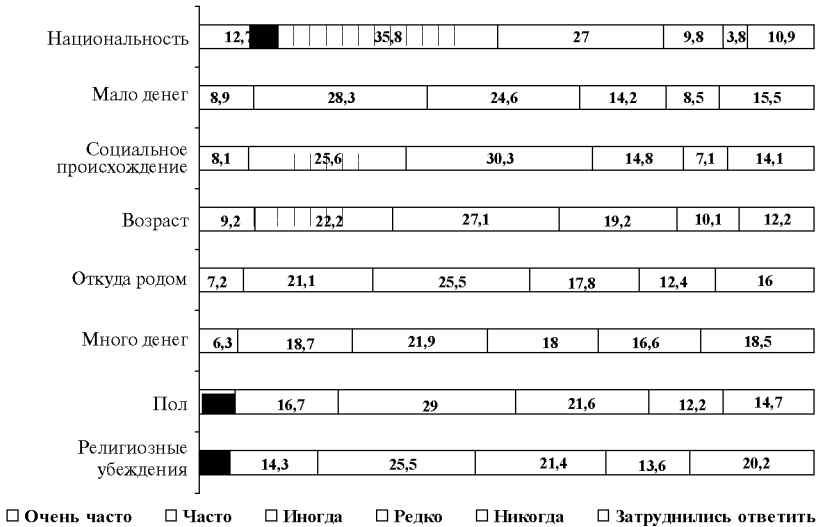 Национальность 12,7 35,8 27 9,8 3,8 10,9
Мало денег 8,9 28,3 24,6 14,2 8,5 15,5
Социальное
происхождение 8,1 25,6 30,3 14,8 7,1 14,1
Возраст 9,2 22,2 27,1 19,2 10,1 12,2
Откуда родом 7,2 21,1 25,5 17,8 12,4 16
Много денег 6,3 18,7 21,9 18 16,6 18,5
Пол 16,7 29 21,6 12,2 14,7
Религиозные
убеждения 14,3 25,5 21,4 13,6 20,2
Очень часто Часто Иногда Редко Никогда Затруднились ответить